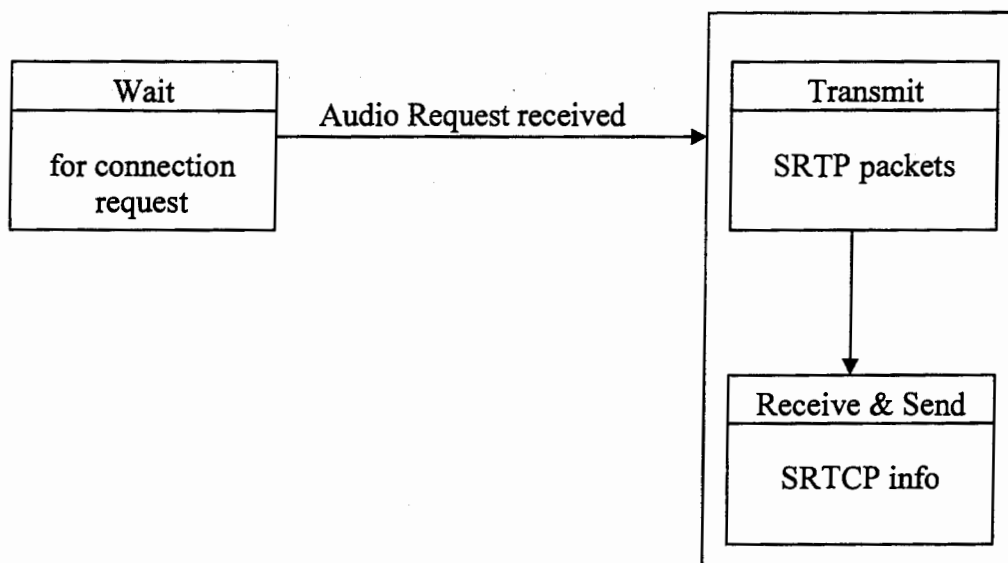 Wait
for connection
request
Audio Request received
Transmit
SRTP packets
Receive & Send
SRTCP info